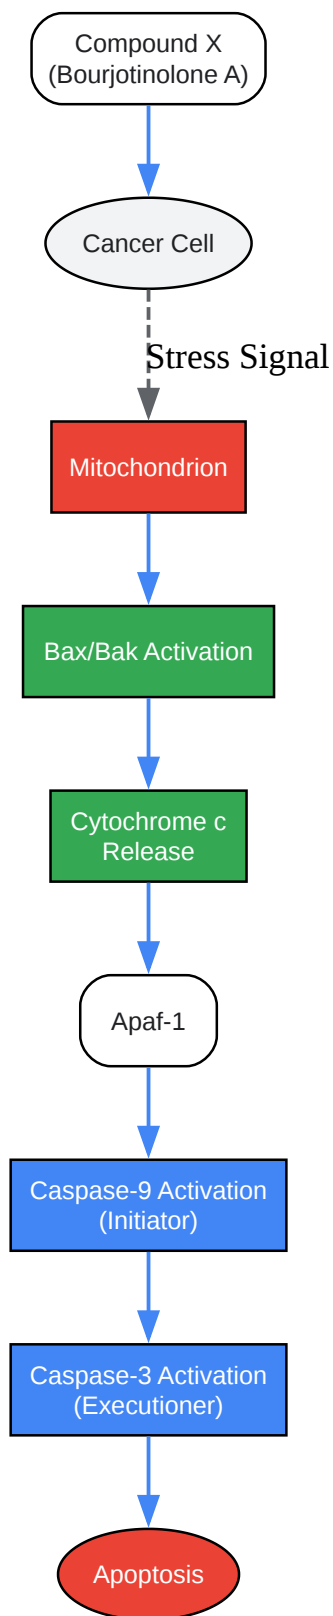 Compound X
(Bourjotinolone A)
Cancer Cell
Stress Signal
Mitochondrion
Bax/Bak Activation
Cytochrome c
Release
Apaf-1
Caspase-9 Activation
(Initiator)
Caspase-3 Activation
(Executioner)
Apoptosis